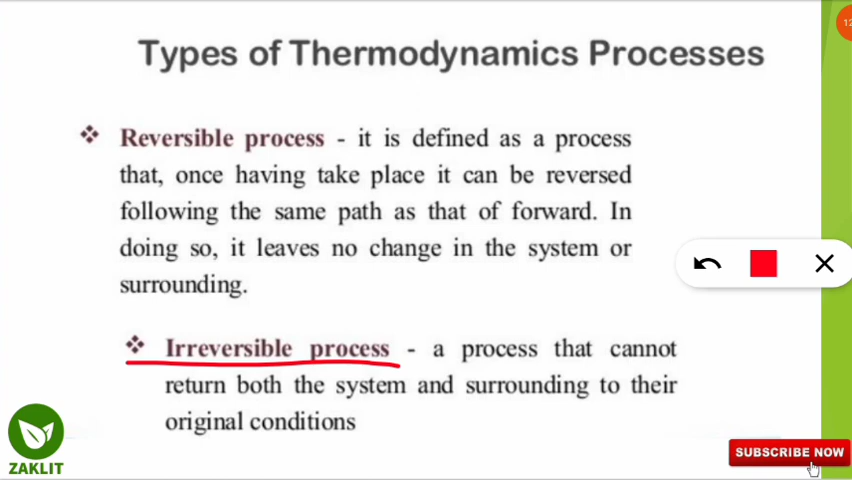 Types of Thermodynamics Processes
12
❖ Reversible process - it is defined as a process
that, once having take place it can be reversed
following the same path as that of forward. In
doing so, it leaves no change in the system or
surrounding.
❖ Irreversible process - a process that cannot
return both the system and surrounding to their
original conditions
ZAKLIT
SUBSCRIBE NOW